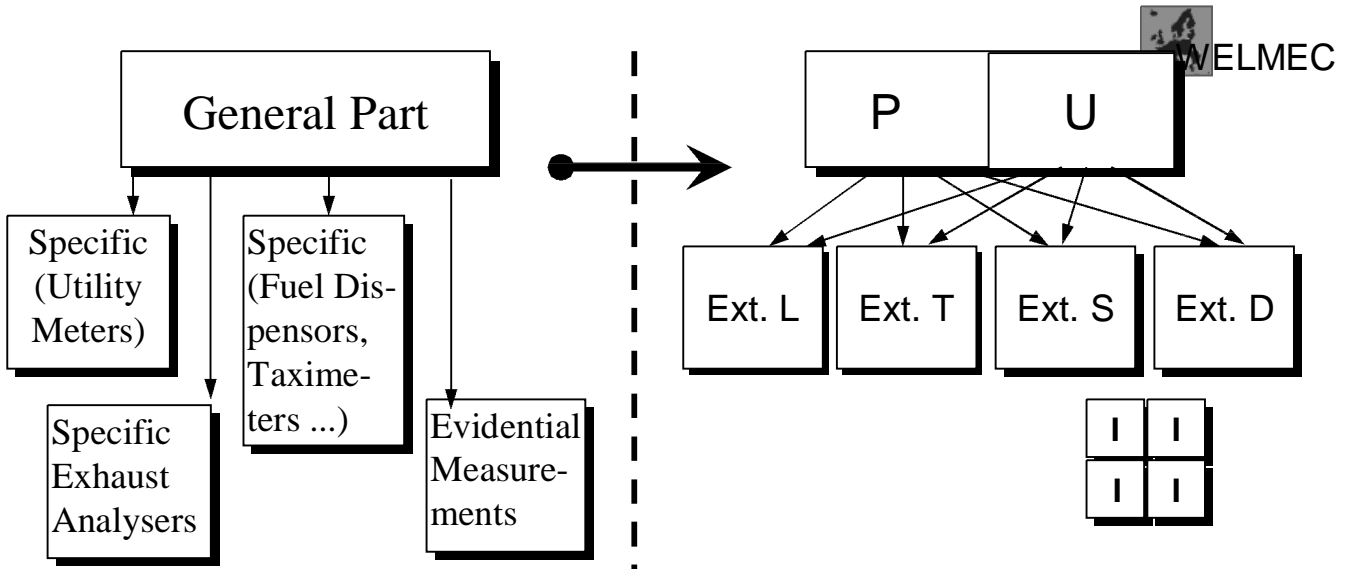 WELMEC
General Part
P
U
Specific
(Utility
Meters)
Specific
(Fuel Dis-
pensors,
Taxime-
ters ...)
Specific
Exhaust
Analysers
Evidential
Measure-
ments
Ext. L
Ext. T
Ext. S
Ext. D
I
I
I
I